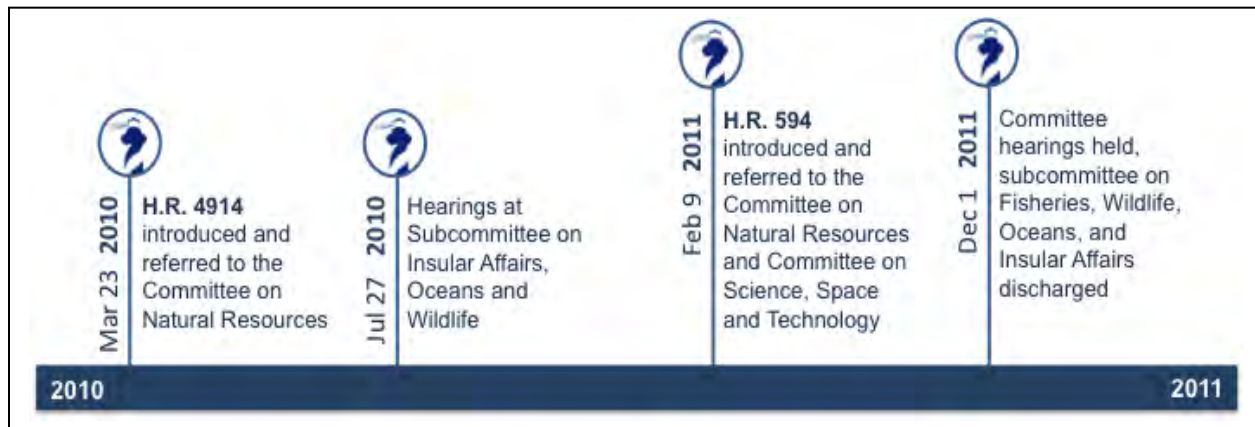 Mar 23 2010
H.R. 4914
introduced and
referred to the
Committee on
Natural Resources
Jul 27 2010
Hearings at
Subcommittee on
Insular Affairs,
Oceans and
Wildlife
Feb 9 2011
H.R. 594
introduced and
referred to the
Committee on
Natural Resources
and Committee on
Science, Space
and Technology
Dec 1 2011
Committee
hearings held,
subcommittee on
Fisheries, Wildlife,
Oceans, and
Insular Affairs
discharged
2010
2011